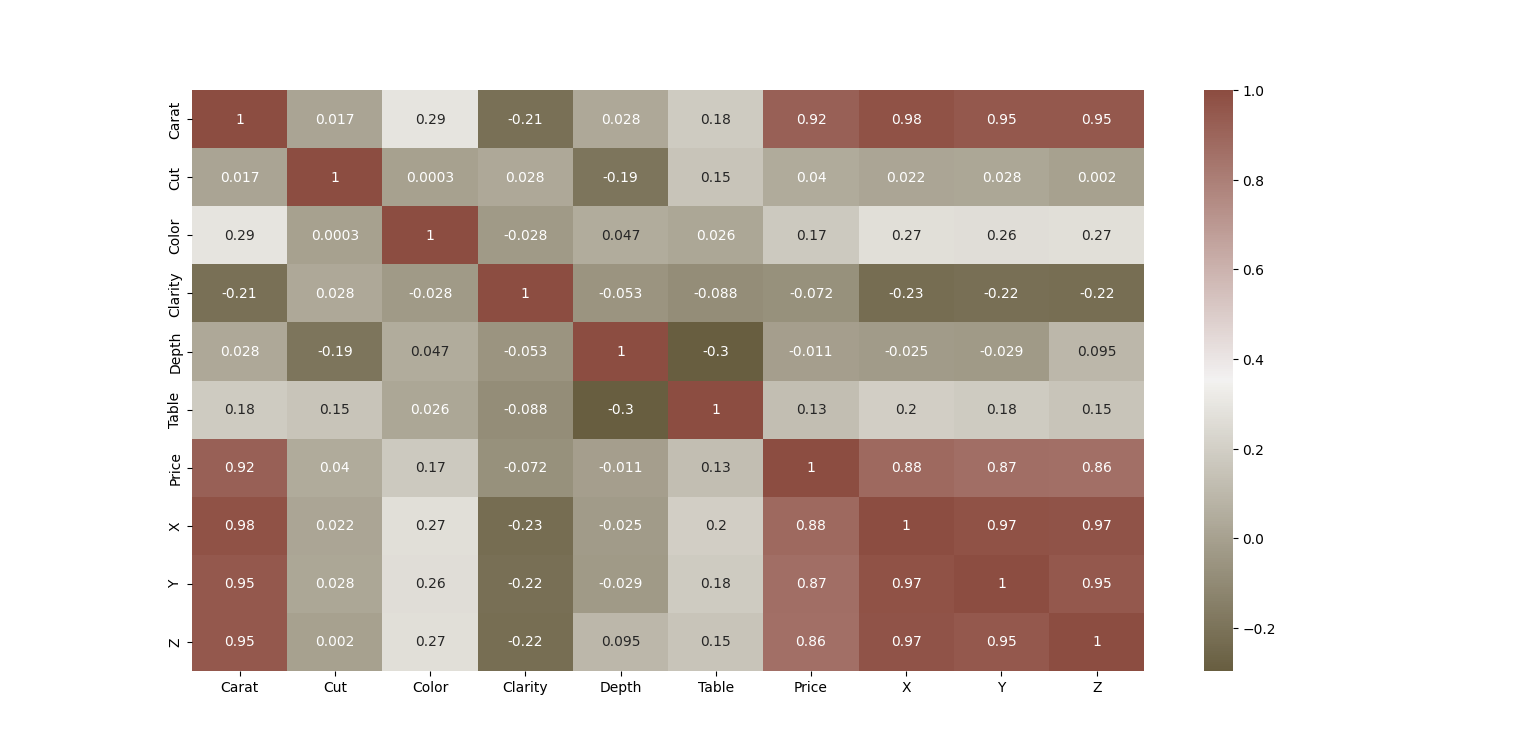 Carat 1 0.017 0.29 -0.21 0.028 0.18 0.92 0.98 0.95 0.95
Cut 0.017 1 0.0003 0.028 -0.19 0.15 0.04 0.022 0.028 0.002
Color 0.29 0.0003 1 -0.028 0.047 0.026 0.17 0.27 0.26 0.27
Clarity -0.21 0.028 -0.028 1 -0.053 -0.088 -0.072 -0.23 -0.22 -0.22
Depth 0.028 -0.19 0.047 -0.053 1 -0.3 -0.011 -0.025 -0.029 0.095
Table 0.18 0.15 0.026 -0.088 -0.3 1 0.13 0.2 0.18 0.15
Price 0.92 0.04 0.17 -0.072 -0.011 0.13 1 0.88 0.87 0.86
X 0.98 0.022 0.27 -0.23 -0.025 0.2 0.88 1 0.97 0.97
Y 0.95 0.028 0.26 -0.22 -0.029 0.18 0.87 0.97 1 0.95
Z 0.95 0.002 0.27 -0.22 0.095 0.15 0.86 0.97 0.95 1
Carat Cut Color Clarity Depth Table Price X Y Z
1.0
0.8
0.6
0.4
0.2
0.0
−0.2